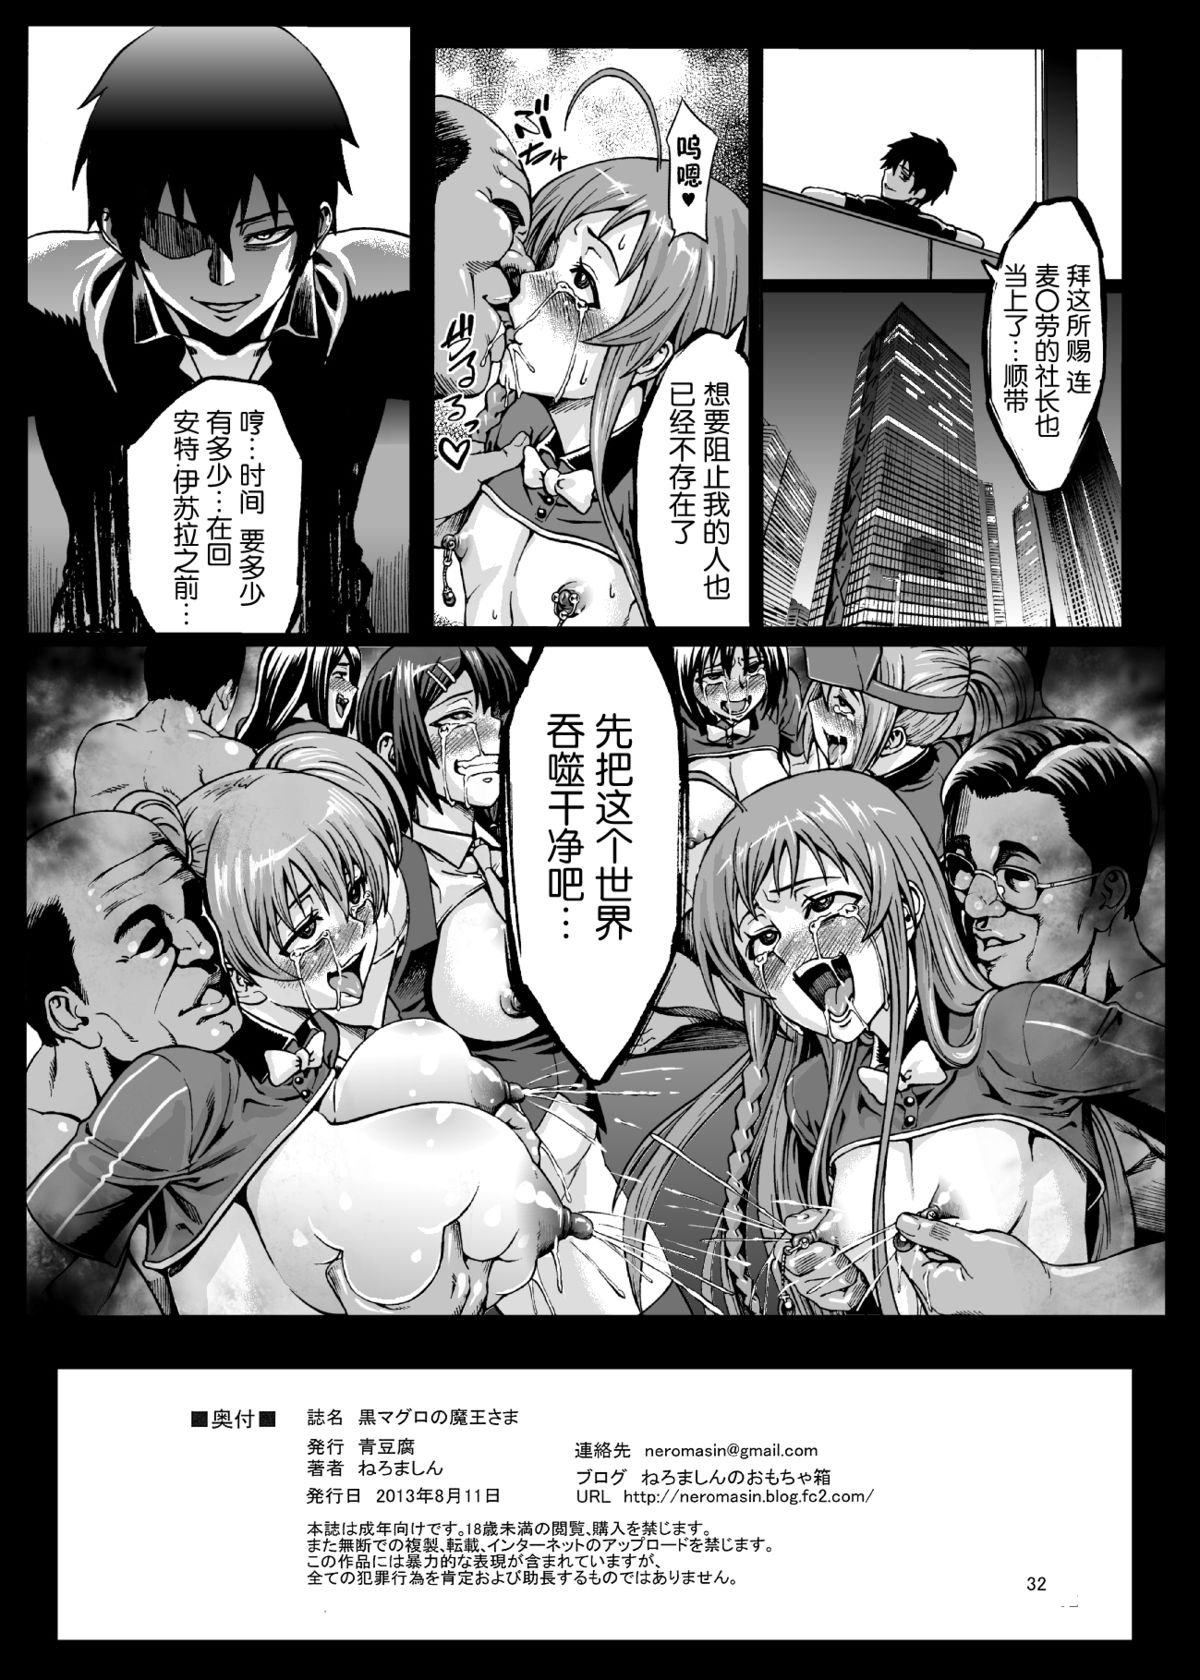 拜这所赐 连
麦〇劳的社长也
当上了…顺带
呜嗯♥
ぶちゅ
想要阻止我的人也
已经不存在了
哼…时间 要多少
有多少…在回
安特·伊苏拉之前…
先把这个世界
吞噬干净吧…
■奥付■
誌名 黒マグロの魔王さま
発行 青豆腐
著者 ねろましん
発行日 2013年8月11日
連絡先 neromasin@gmail.com
ブログ ねろましんのおもちゃ箱
URL http://neromasin.blog.fc2.com/
本誌は成年向けです。18歳未満の閲覧、購入を禁じます。
また無断での複製、転載、インターネットのアップロードを禁じます。
この作品には暴力的な表現が含まれていますが、
全ての犯罪行為を肯定および助長するものではありません。
32